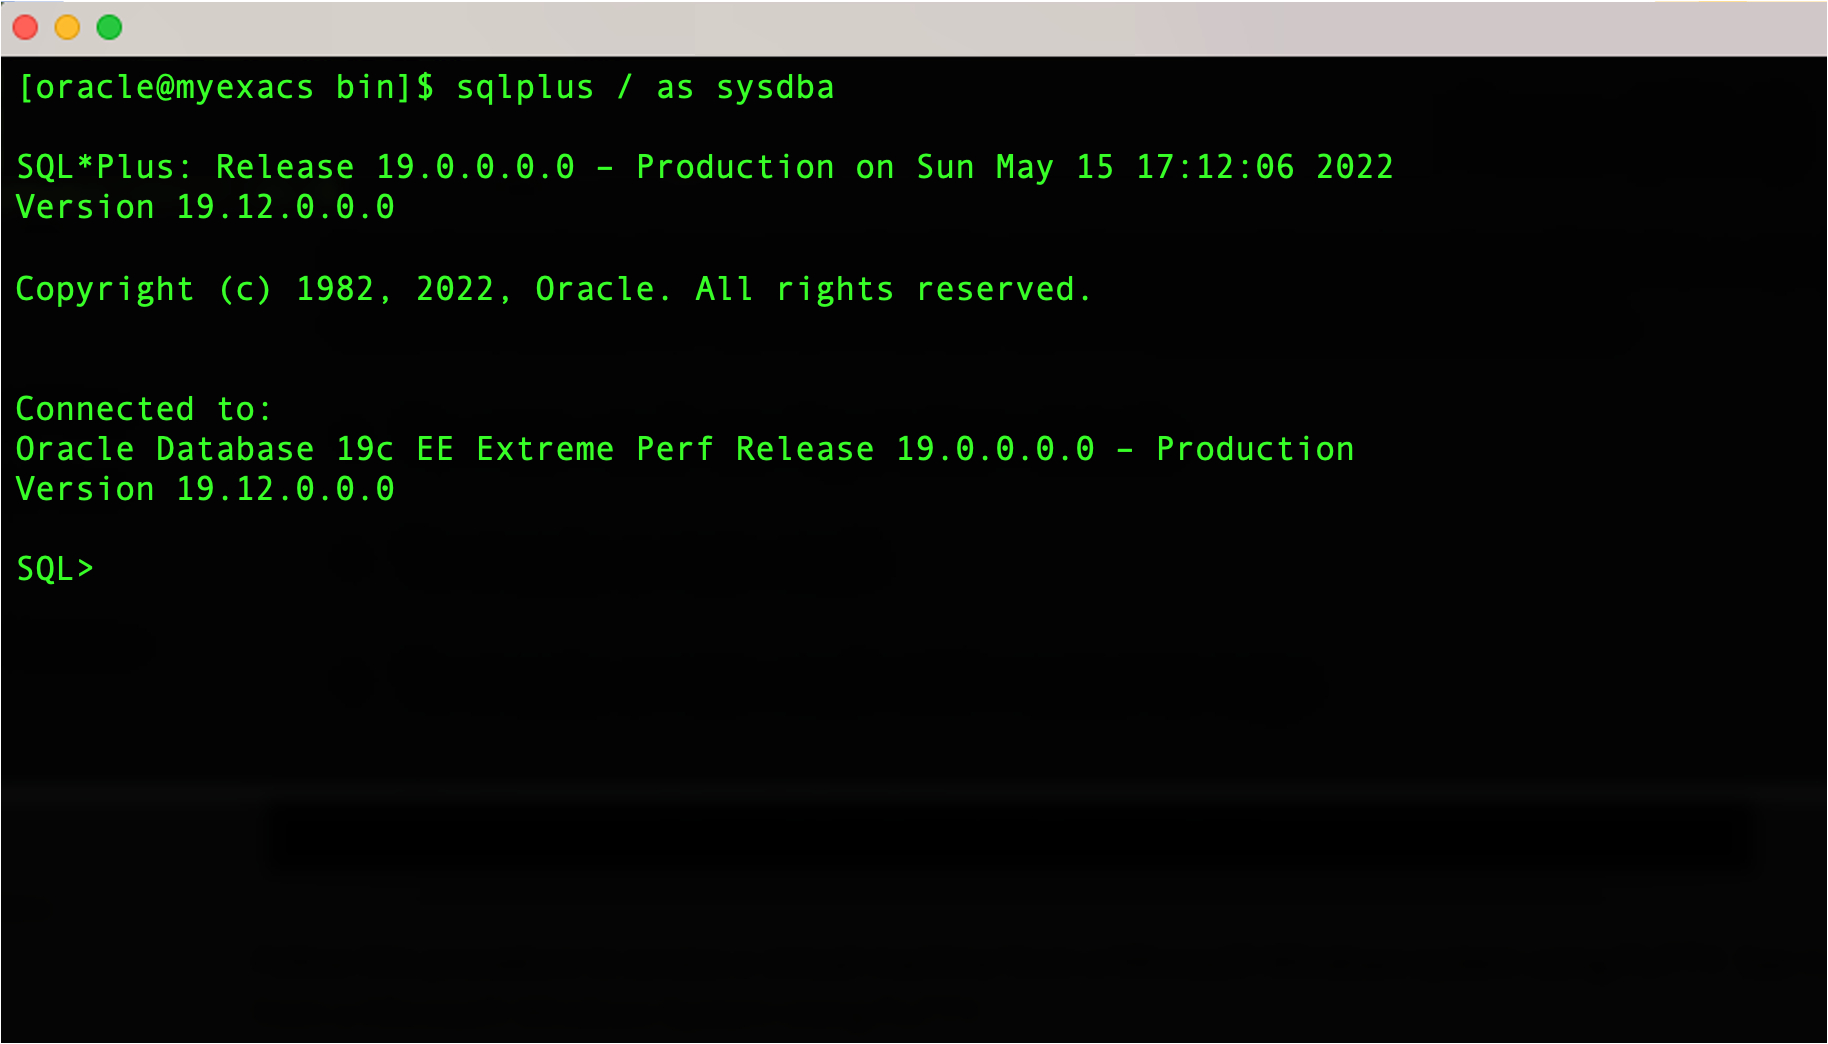 [oracle@myexacs bin]$ sqlplus / as sysdba
SQL*Plus: Release 19.0.0.0.0 – Production on Sun May 15 17:12:06 2022
Version 19.12.0.0.0
Copyright (c) 1982, 2022, Oracle. All rights reserved.
Connected to:
Oracle Database 19c EE Extreme Perf Release 19.0.0.0.0 – Production
Version 19.12.0.0.0
SQL>